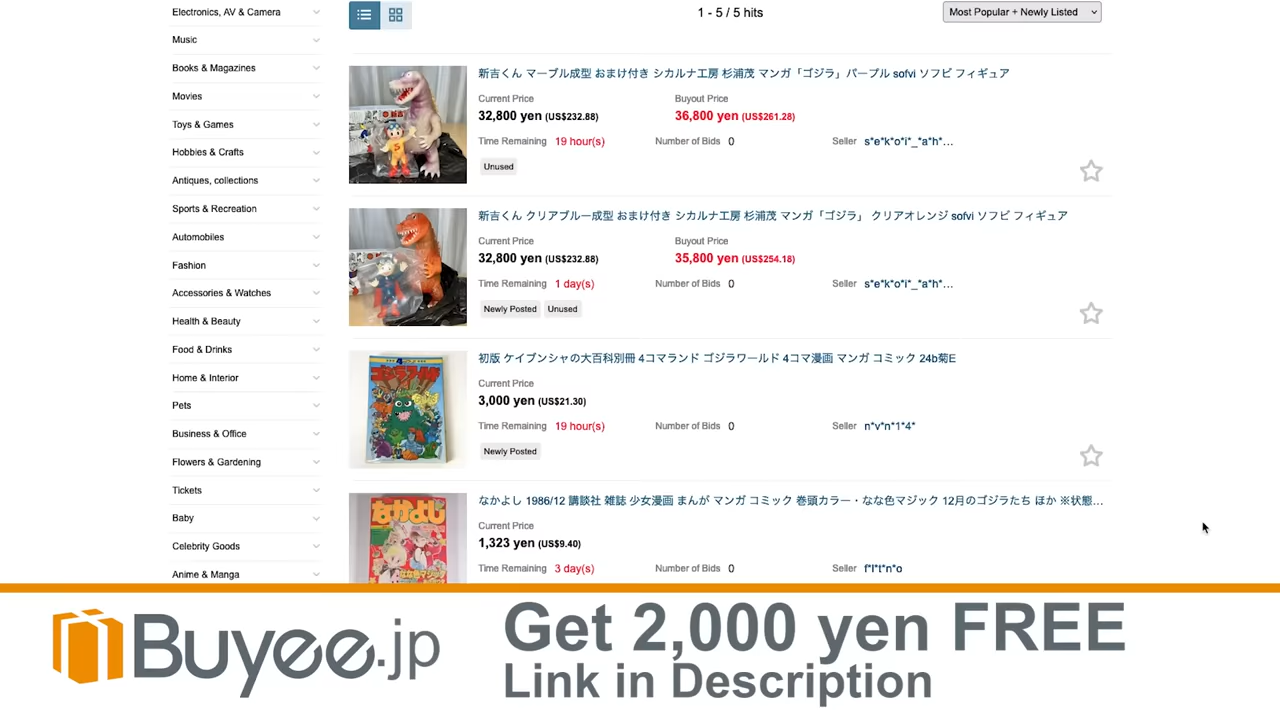 Electronics, AV & Camera
Music
Books & Magazines
Movies
Toys & Games
Hobbies & Crafts
Antiques, collections
Sports & Recreation
Automobiles
Fashion
Accessories & Watches
Health & Beauty
Food & Drinks
Home & Interior
Pets
Business & Office
Flowers & Gardening
Tickets
Baby
Celebrity Goods
Anime & Manga
1 - 5 / 5 hits
Most Popular + Newly Listed
新吉くん マーブル成型 おまけ付き シカルナ工房 杉浦茂 マンガ「ゴジラ」パープル sofvi ソフビ フィギュア
Current Price Buyout Price
32,800 yen (US$232.88) 36,800 yen (US$261.28)
Time Remaining 19 hour(s) Number of Bids 0 Seller s*e*k*o*i*_*a*h*…
Unused
新吉くん クリアブルー成型 おまけ付き シカルナ工房 杉浦茂 マンガ「ゴジラ」 クリアオレンジ sofvi ソフビ フィギュア
Current Price Buyout Price
32,800 yen (US$232.88) 35,800 yen (US$254.18)
Time Remaining 1 day(s) Number of Bids 0 Seller s*e*k*o*i*_*a*h*…
Newly Posted Unused
初版 ケイブンシャの大百科別冊 4コマランド ゴジラワールド 4コマ漫画 マンガ コミック 24b菊E
ゴジラワールド
Current Price
3,000 yen (US$21.30)
Time Remaining 19 hour(s) Number of Bids 0 Seller n*v*n*1*4*
Newly Posted
なかよし 1986/12 講談社 雑誌 少女漫画 まんが マンガ コミック 巻頭カラー・なな色マジック 12月のゴジラたち ほか ※状態…
なかよし
Current Price
1,323 yen (US$9.40)
Time Remaining 3 day(s) Number of Bids 0 Seller f*l*t*n*o
Buyee.jp
Get 2,000 yen FREE
Link in Description